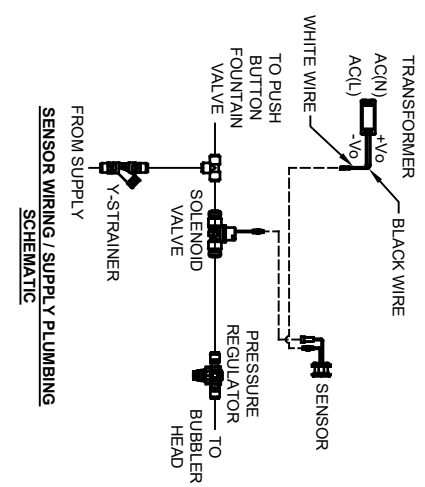 TRANSFORMER
AC(N)
AC(L)
+Vo
-Vo
WHITE WIRE
BLACK WIRE
SENSOR
TO PUSH
BUTTON
FOUNTAIN
VALVE
SOLENOID
VALVE
PRESSURE
REGULATOR
TO
BUBBLER
HEAD
Y-STRAINER
FROM SUPPLY
SENSOR WIRING / SUPPLY PLUMBING
SCHEMATIC